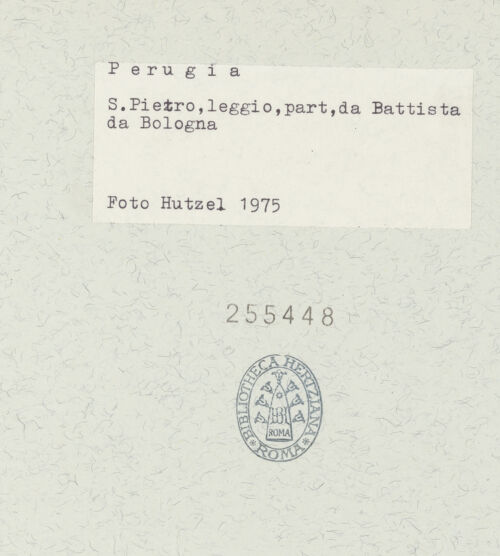 P e r u g i a
S.Pietro,leggio,part,da Battista
da Bologna
Foto Hutzel 1975
255448
BIBLIOTHECA HERTZIANA
ROMA
* ROMA *